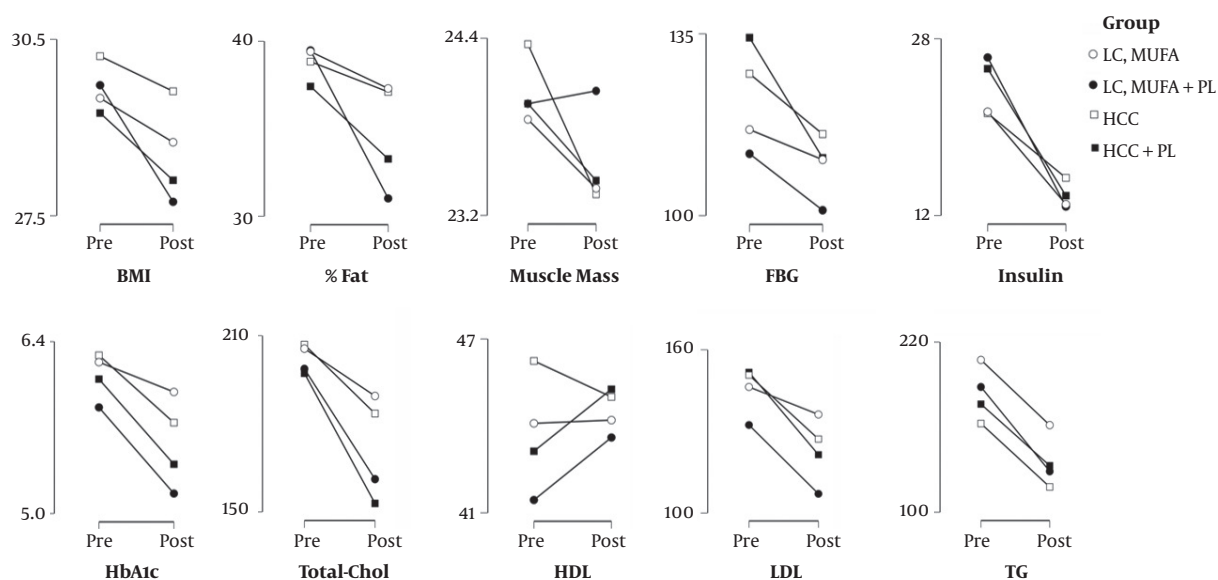 Group
LC, MUFA
LC, MUFA + PL
HCC
HCC + PL
30.5
27.5
Pre Post
BMI
40
30
Pre Post
% Fat
24.4
23.2
Pre Post
Muscle Mass
135
100
Pre Post
FBG
28
12
Pre Post
Insulin
6.4
5.0
Pre Post
HbA1c
210
150
Pre Post
Total-Chol
47
41
Pre Post
HDL
160
100
Pre Post
LDL
220
100
Pre Post
TG